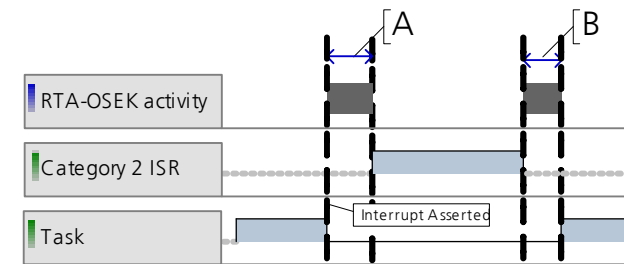 A
B
RTA-OSEK activity
Category 2 ISR
Interrupt Asserted
Task